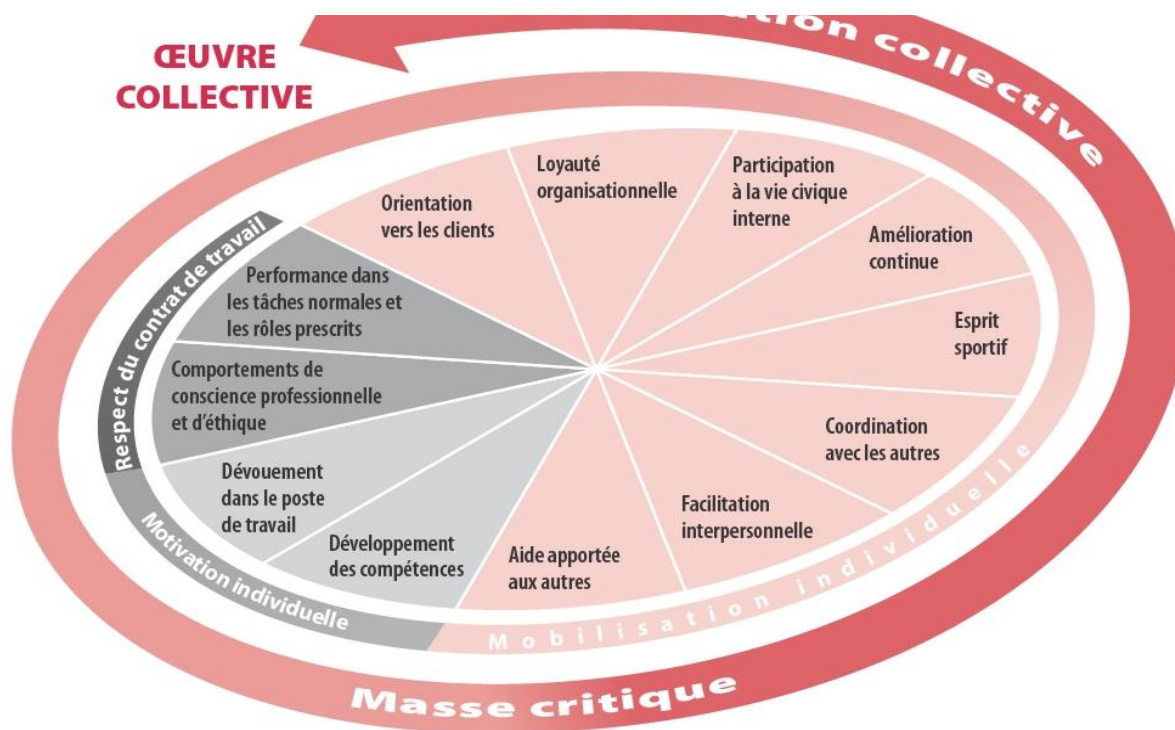 ŒUVRE
COLLECTIVE
collective
Orientation
vers les clients
Loyauté
organisationnelle
Participation
à la vie civique
interne
Amélioration
continue
Esprit
sportif
Coordination
avec les autres
Facilitation
interpersonnelle
Aide apportée
aux autres
Développement
des compétences
Dévouement
dans le poste
de travail
Comportements de
conscience professionnelle
et d’éthique
Performance dans
les tâches normales et
les rôles prescrits
Respect du contrat de travail
Motivation individuelle
Mobilisation individuelle
Masse critique